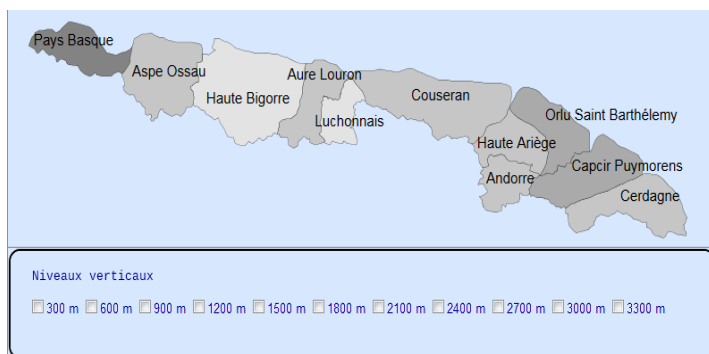 Pays Basque
Aspe Ossau
Haute Bigorre
Aure Louron
Luchonnais
Couseran
Orlu Saint Barthélemy
Haute Ariège
Capcir Puymorens
Andorre
Cerdagne
Niveaux verticaux
300 m 600 m 900 m 1200 m 1500 m 1800 m 2100 m 2400 m 2700 m 3000 m 3300 m